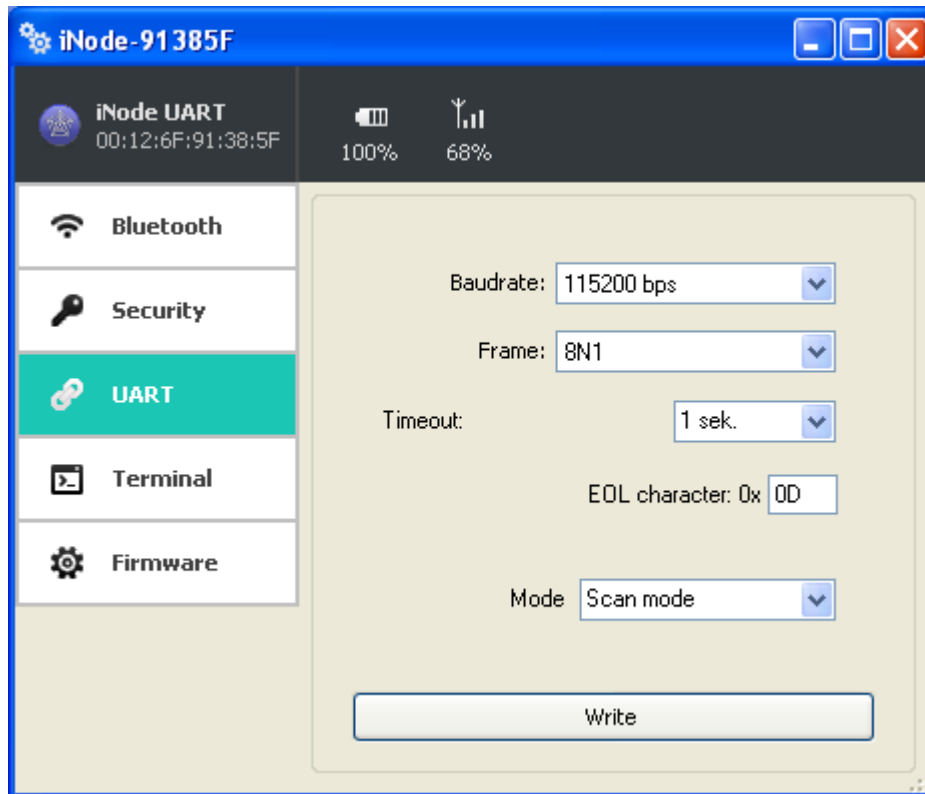 iNode-91385F
iNode UART
00:12:6F:91:38:5F
100%
68%
Bluetooth
Security
UART
Terminal
Firmware
Baudrate: 115200 bps
Frame: 8N1
Timeout: 1 sek.
EOL character: 0x 0D
Mode Scan mode
Write